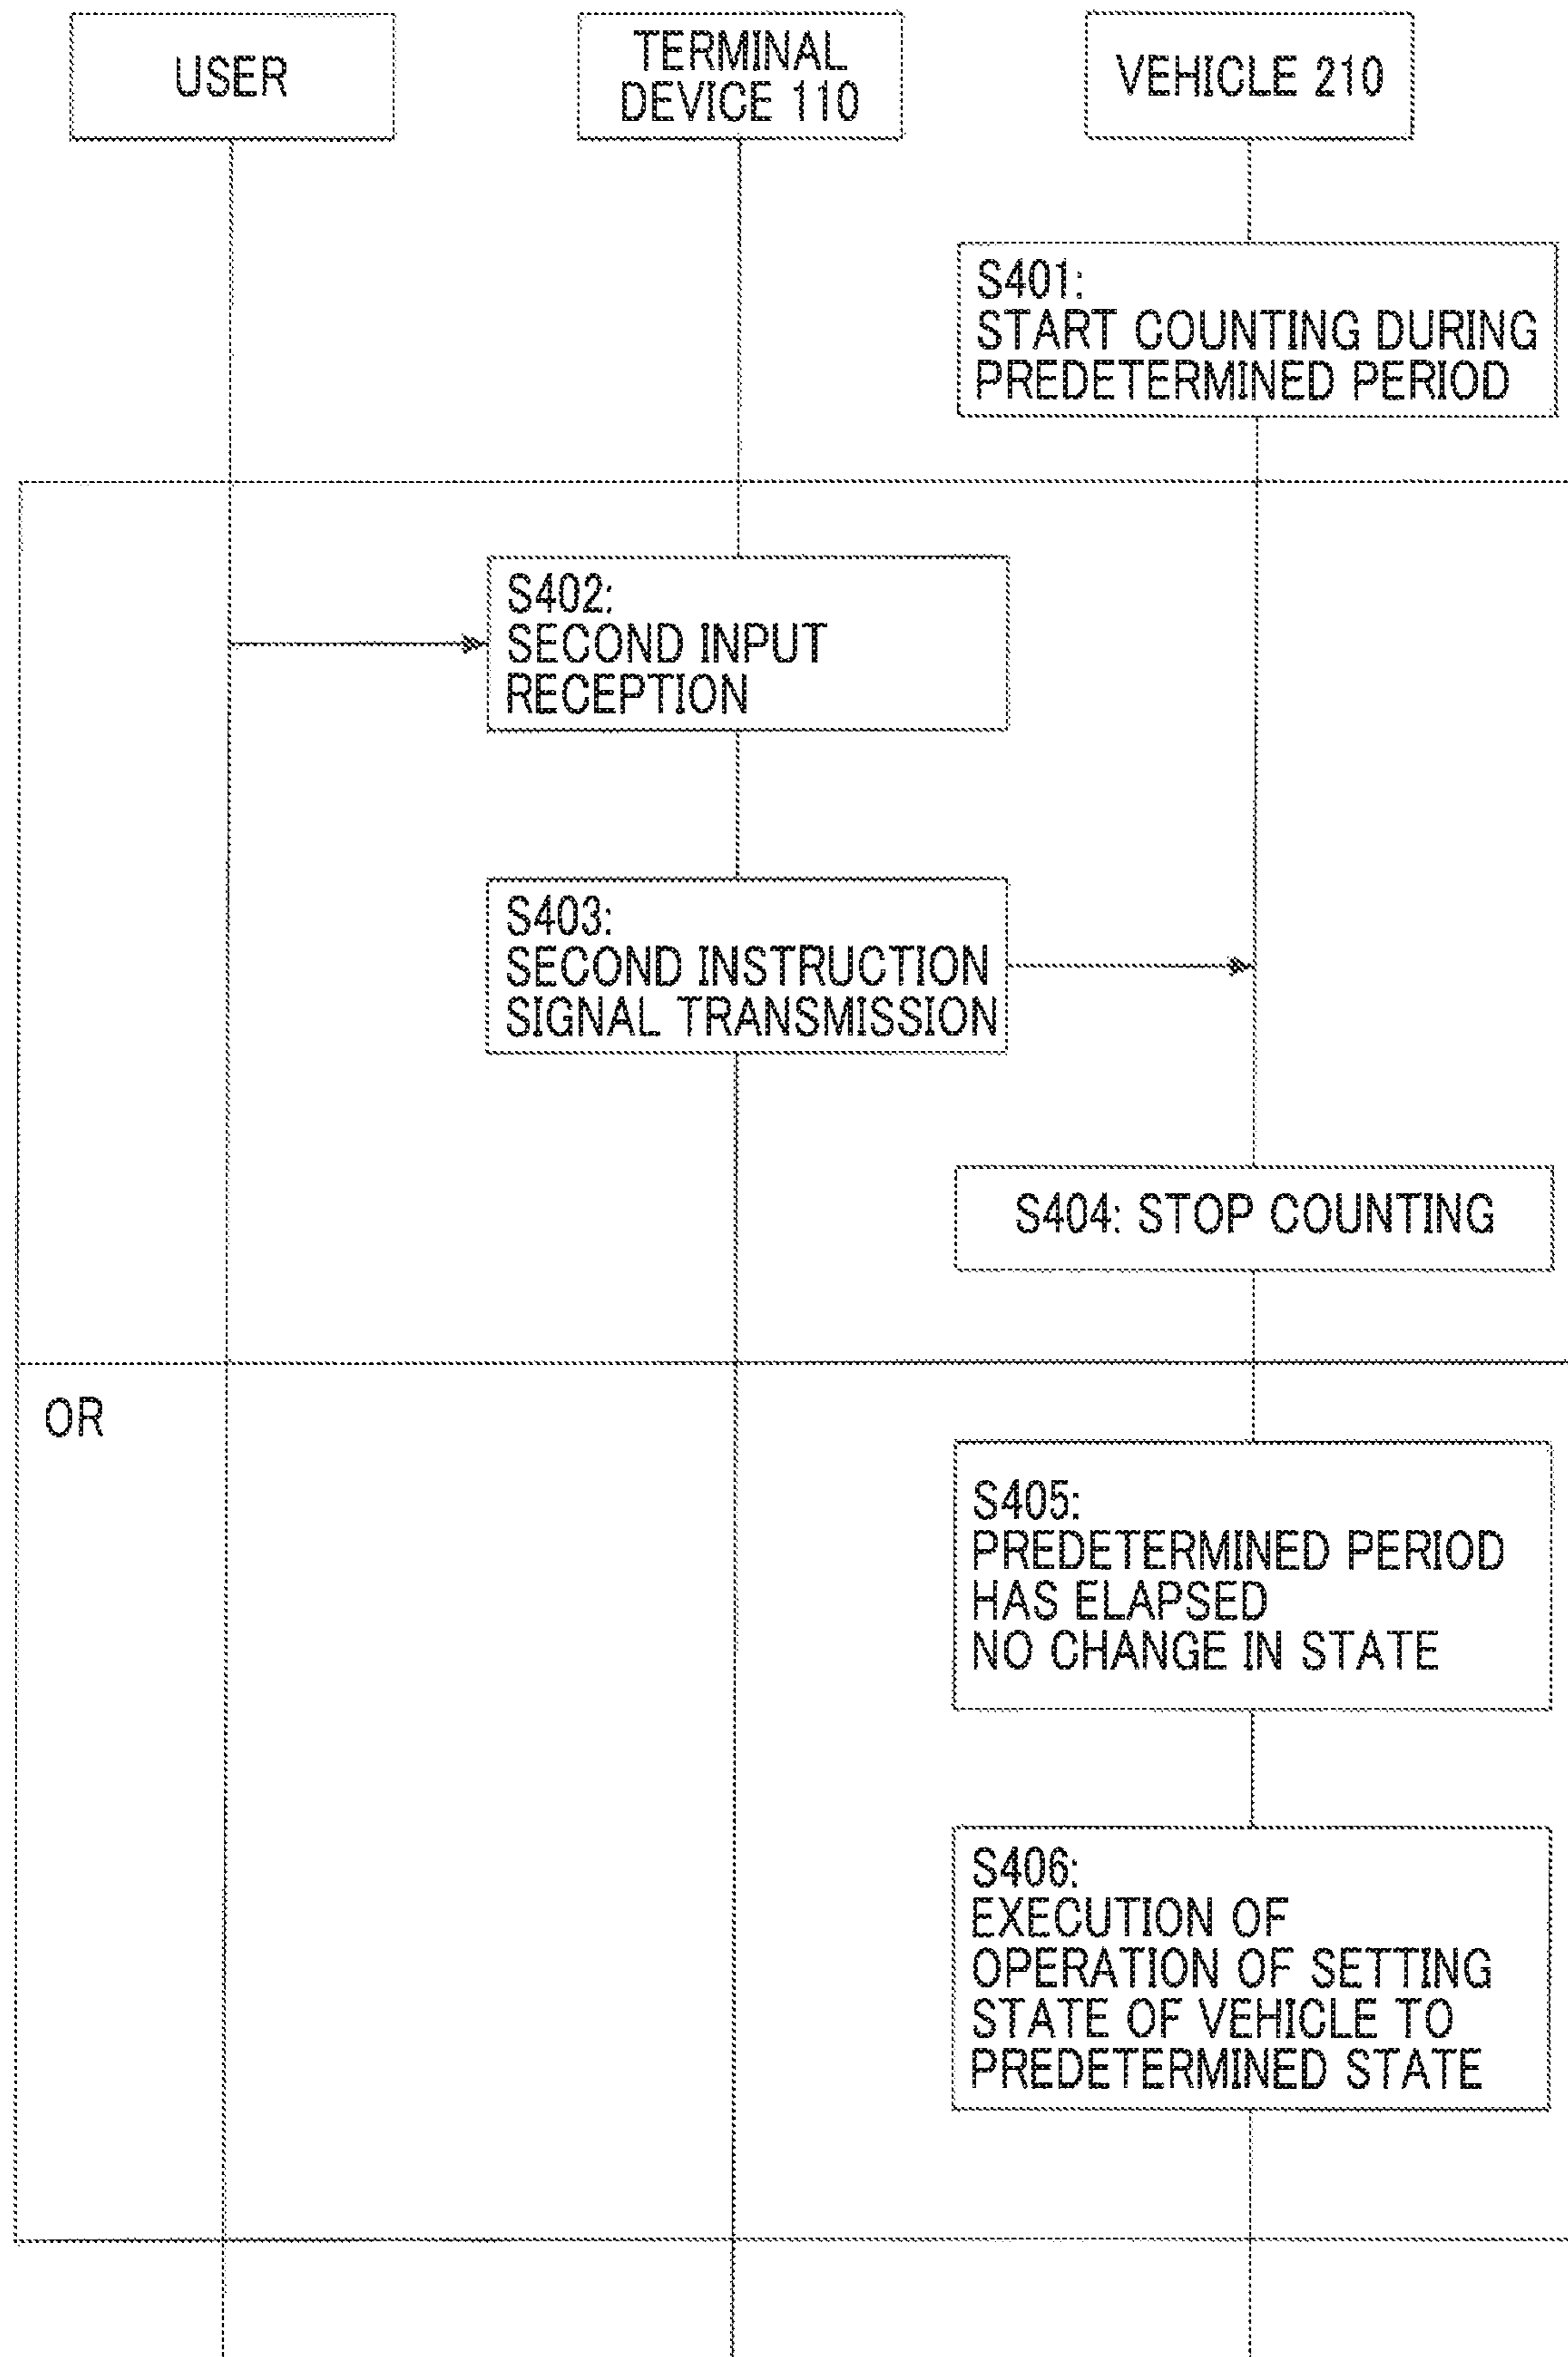 USER
TERMINAL
DEVICE 110
VEHICLE 210
S401:
START COUNTING DURING
PREDETERMINED PERIOD
S402:
SECOND INPUT
RECEPTION
S403:
SECOND INSTRUCTION
SIGNAL TRANSMISSION
S404: STOP COUNTING
OR
S405:
PREDETERMINED PERIOD
HAS ELAPSED
NO CHANGE IN STATE
S406:
EXECUTION OF
OPERATION OF SETTING
STATE OF VEHICLE TO
PREDETERMINED STATE